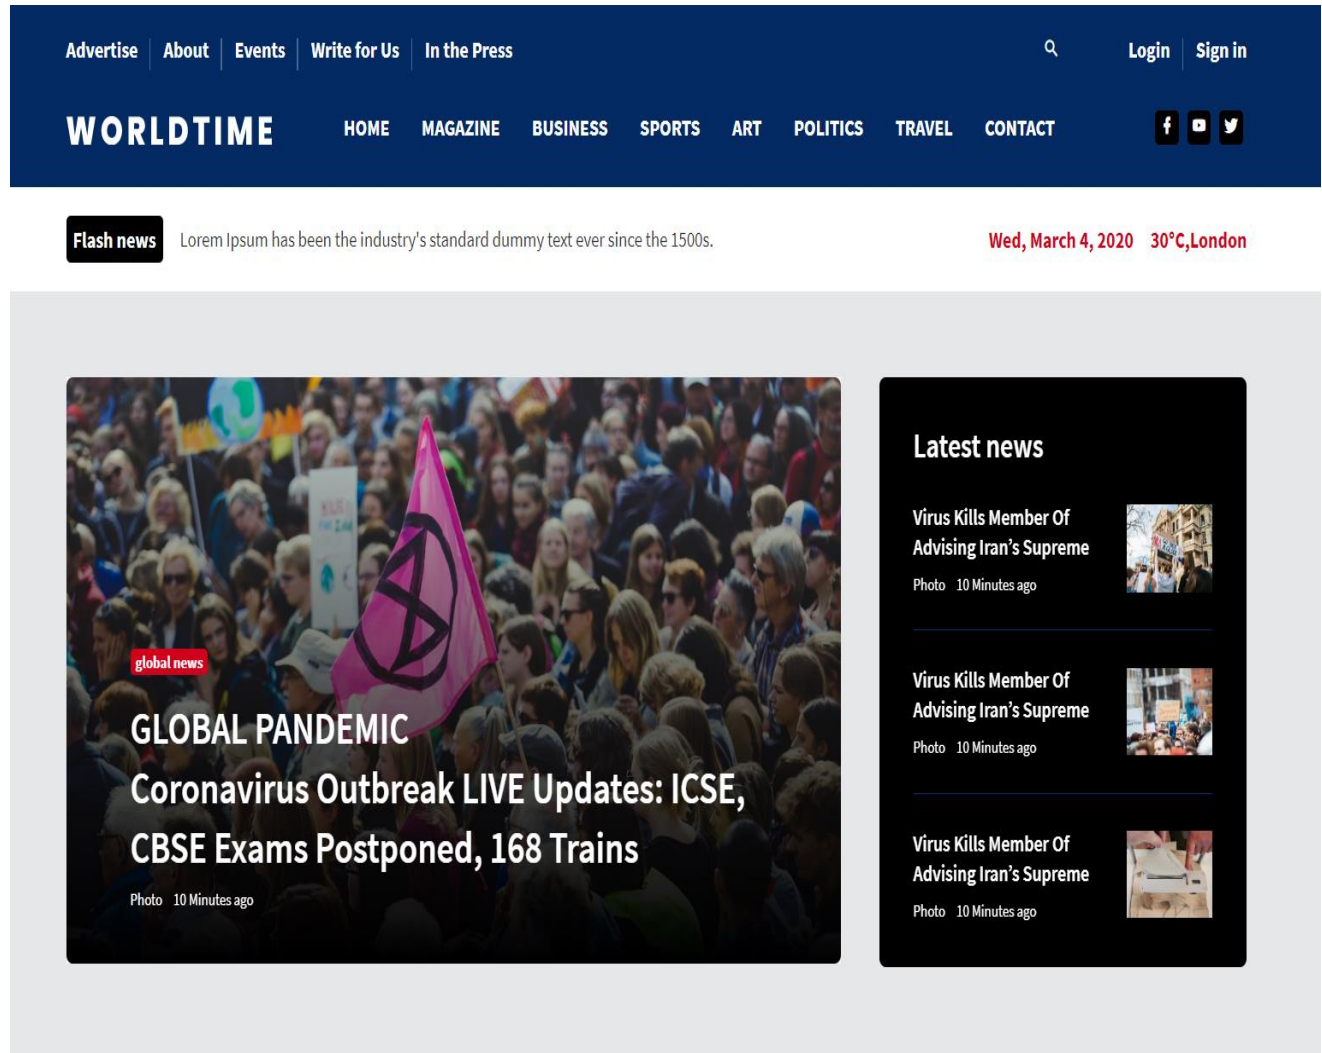 Advertise About Events Write for Us In the Press Login Sign in
WORLDTIME HOME MAGAZINE BUSINESS SPORTS ART POLITICS TRAVEL CONTACT
Flash news Lorem Ipsum has been the industry's standard dummy text ever since the 1500s. Wed, March 4, 2020 30°C,London
global news
GLOBAL PANDEMIC
Coronavirus Outbreak LIVE Updates: ICSE,
CBSE Exams Postponed, 168 Trains
Photo 10 Minutes ago
Latest news
Virus Kills Member Of
Advising Iran’s Supreme
Photo 10 Minutes ago
Virus Kills Member Of
Advising Iran’s Supreme
Photo 10 Minutes ago
Virus Kills Member Of
Advising Iran’s Supreme
Photo 10 Minutes ago